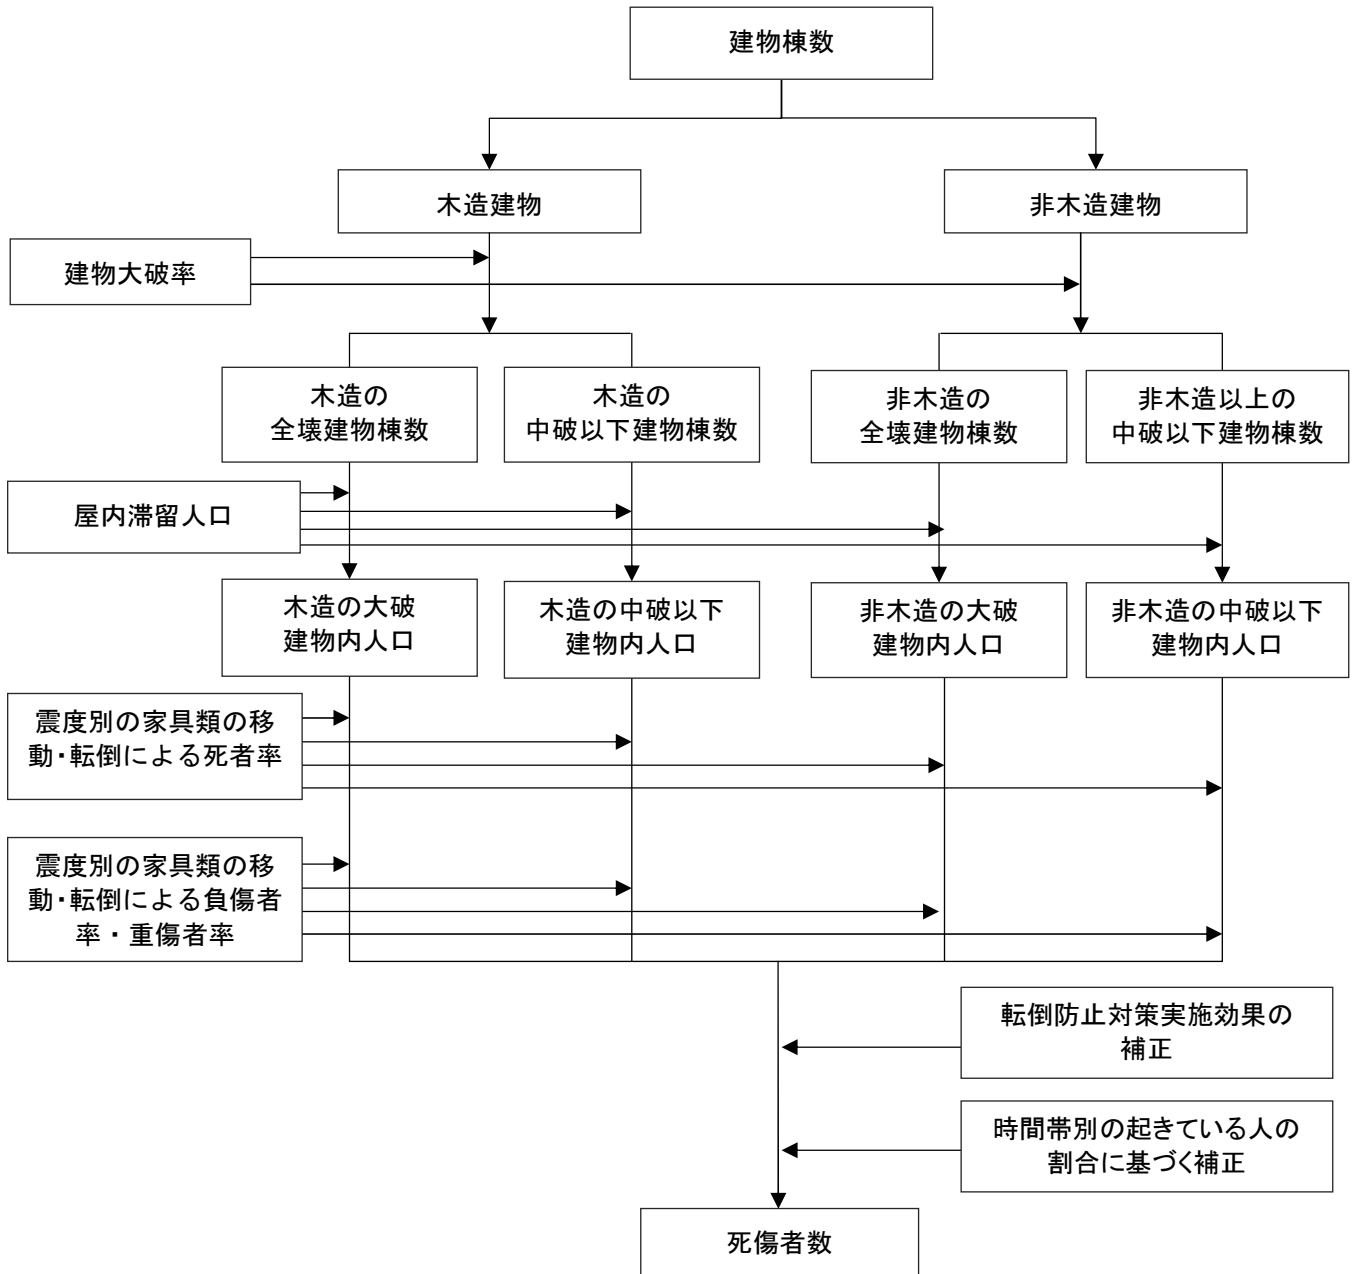 建物棟数
木造建物
非木造建物
建物大破率
木造の
全壊建物棟数
木造の
中破以下建物棟数
非木造の
全壊建物棟数
非木造以上の
中破以下建物棟数
屋内滞留人口
木造の大破
建物内人口
木造の中破以下
建物内人口
非木造の大破
建物内人口
非木造の中破以下
建物内人口
震度別の家具類の移
動・転倒による死者率
震度別の家具類の移
動・転倒による負傷者
率・重傷者率
転倒防止対策実施効果の
補正
時間帯別の起きている人の
割合に基づく補正
死傷者数